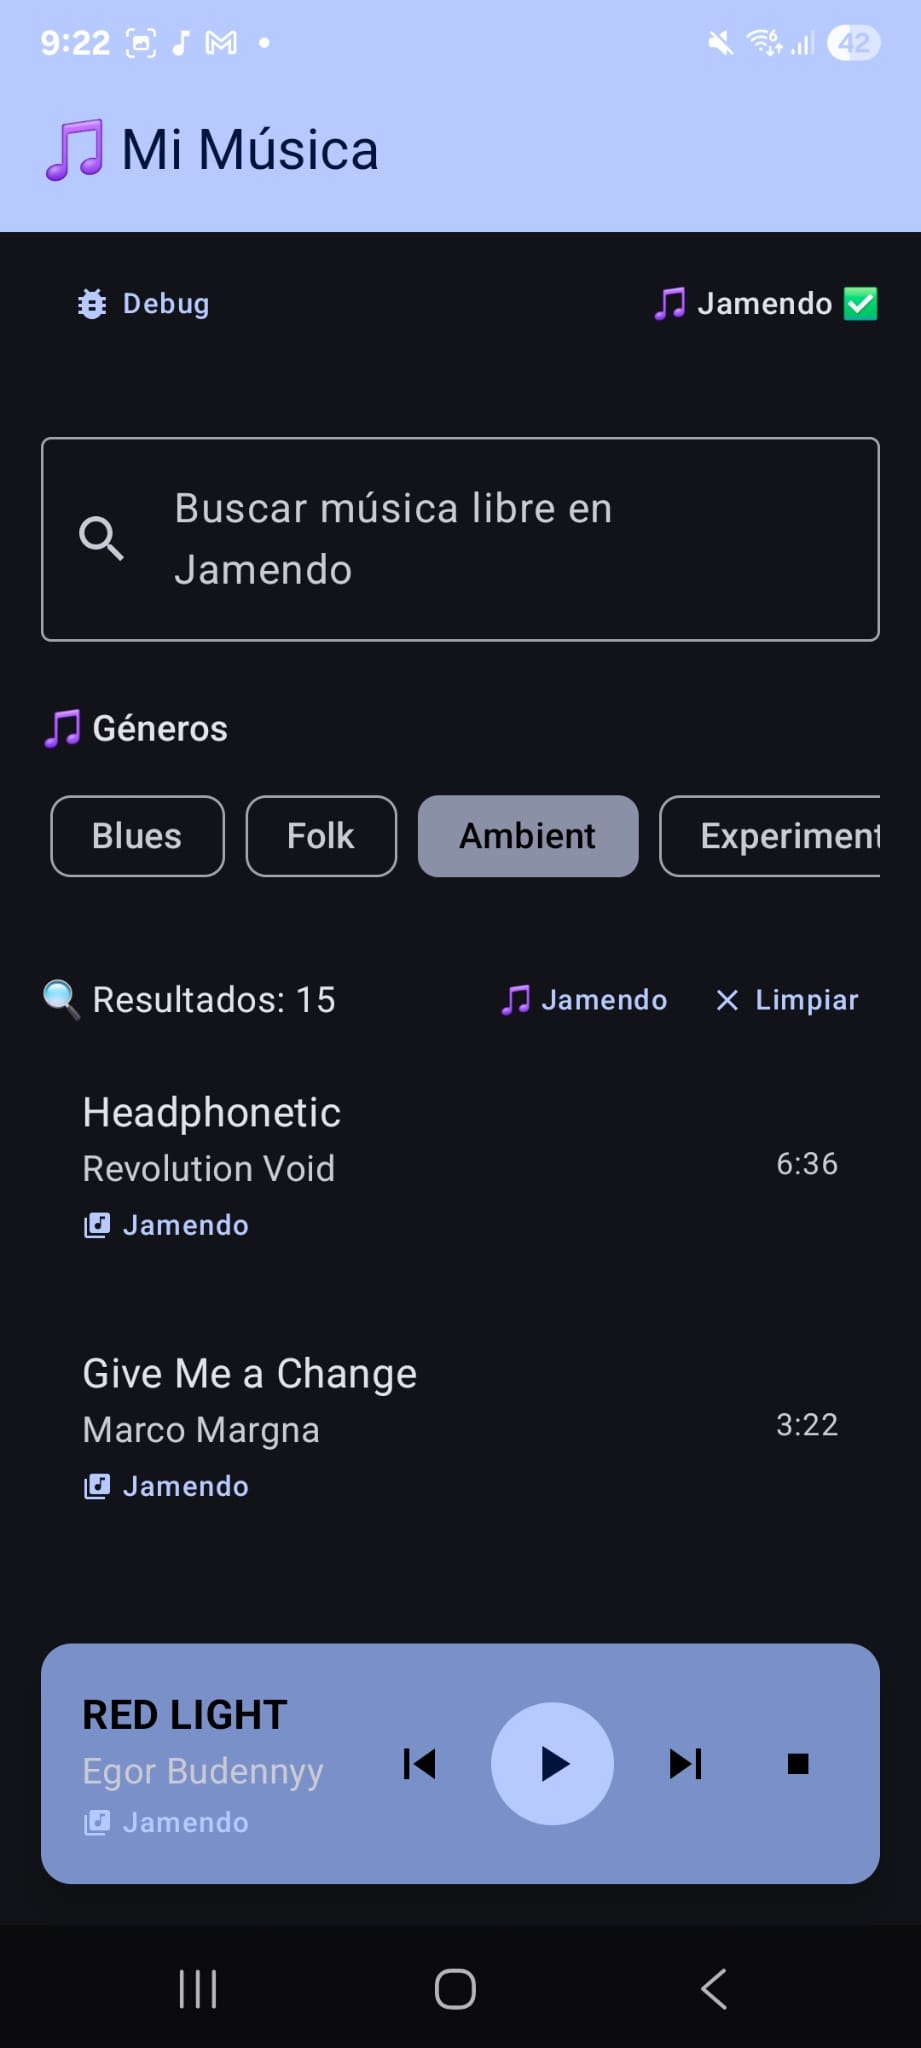 9:22
42
Mi Música
Debug
Jamendo
Buscar música libre en
Jamendo
Géneros
Blues
Folk
Ambient
Experiment
Resultados: 15
Jamendo
Limpiar
Headphonetic
Revolution Void
6:36
Jamendo
Give Me a Change
Marco Margna
3:22
Jamendo
RED LIGHT
Egor Budennyy
Jamendo